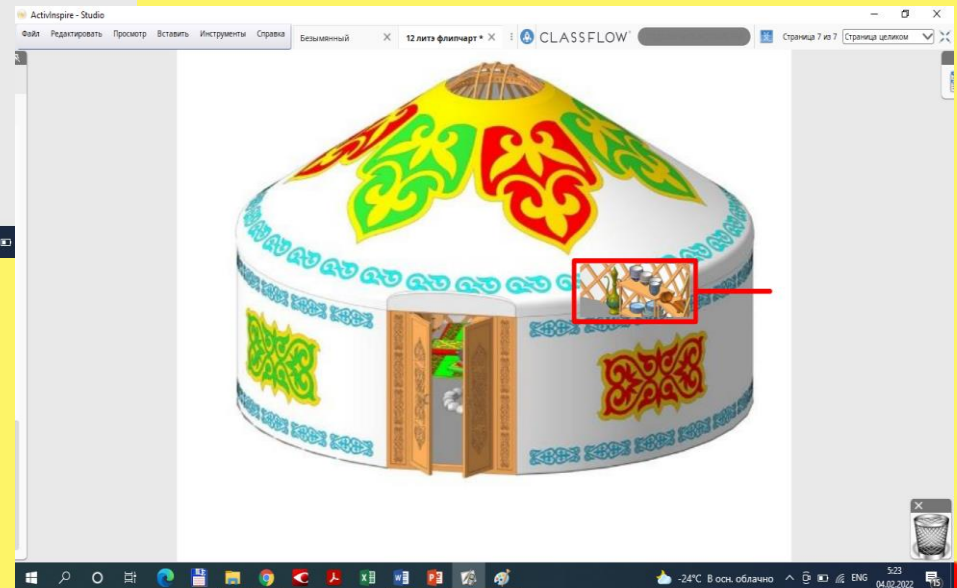 ActivInspire - Studio
Файл Редактировать Просмотр Вставить Инструменты Справка
Безымянный
12 литэ флипчарт *
CLASSFLOW
Страница 7 из 7
Страница целиком
-24°C В осн. облачно
ENG
5:23
04.02.2022
15